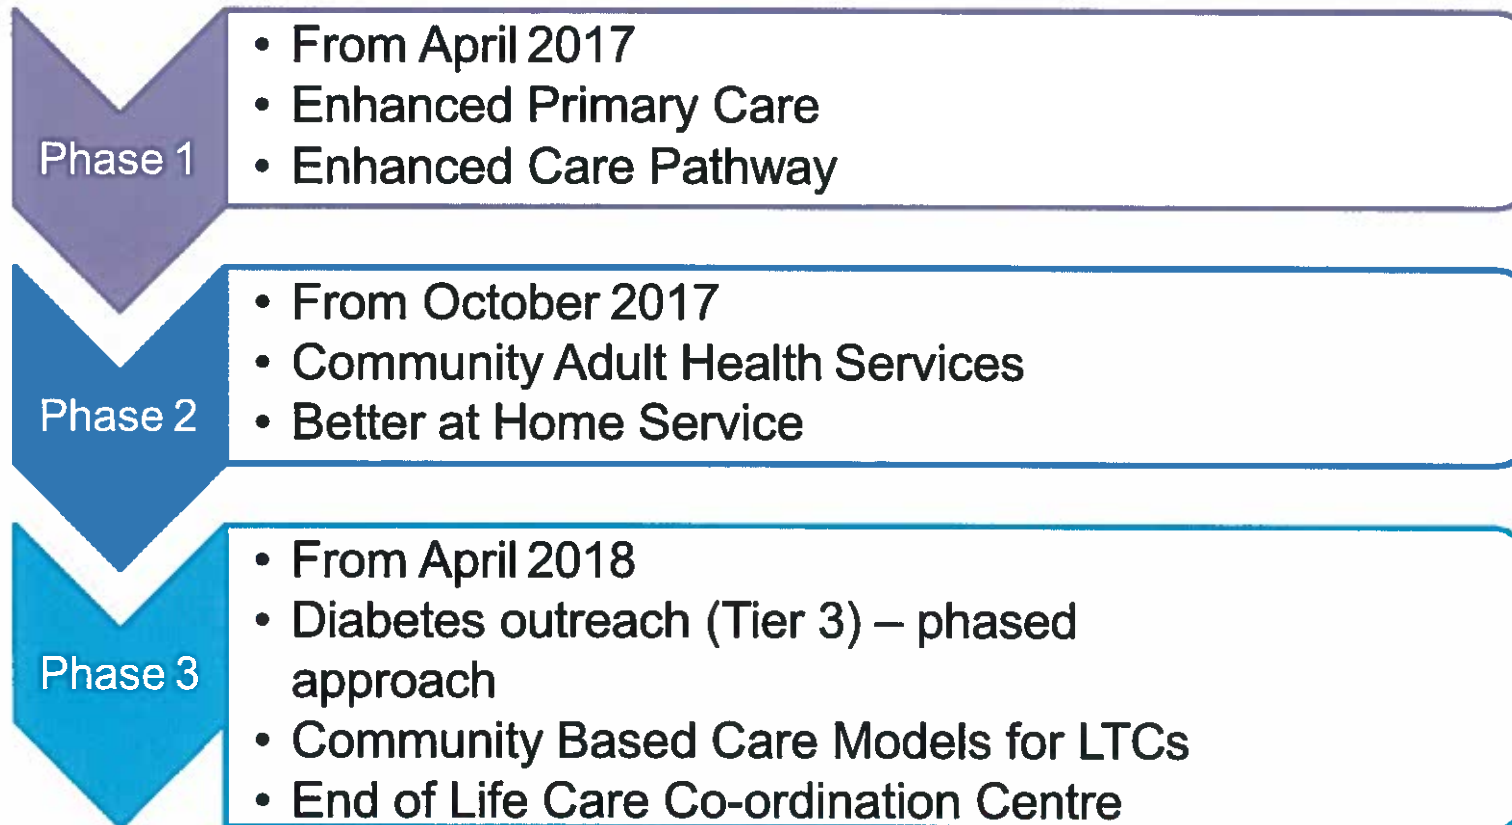 Phase 1
• From April 2017
• Enhanced Primary Care
• Enhanced Care Pathway
Phase 2
• From October 2017
• Community Adult Health Services
• Better at Home Service
Phase 3
• From April 2018
• Diabetes outreach (Tier 3) – phased
approach
• Community Based Care Models for LTCs
• End of Life Care Co-ordination Centre